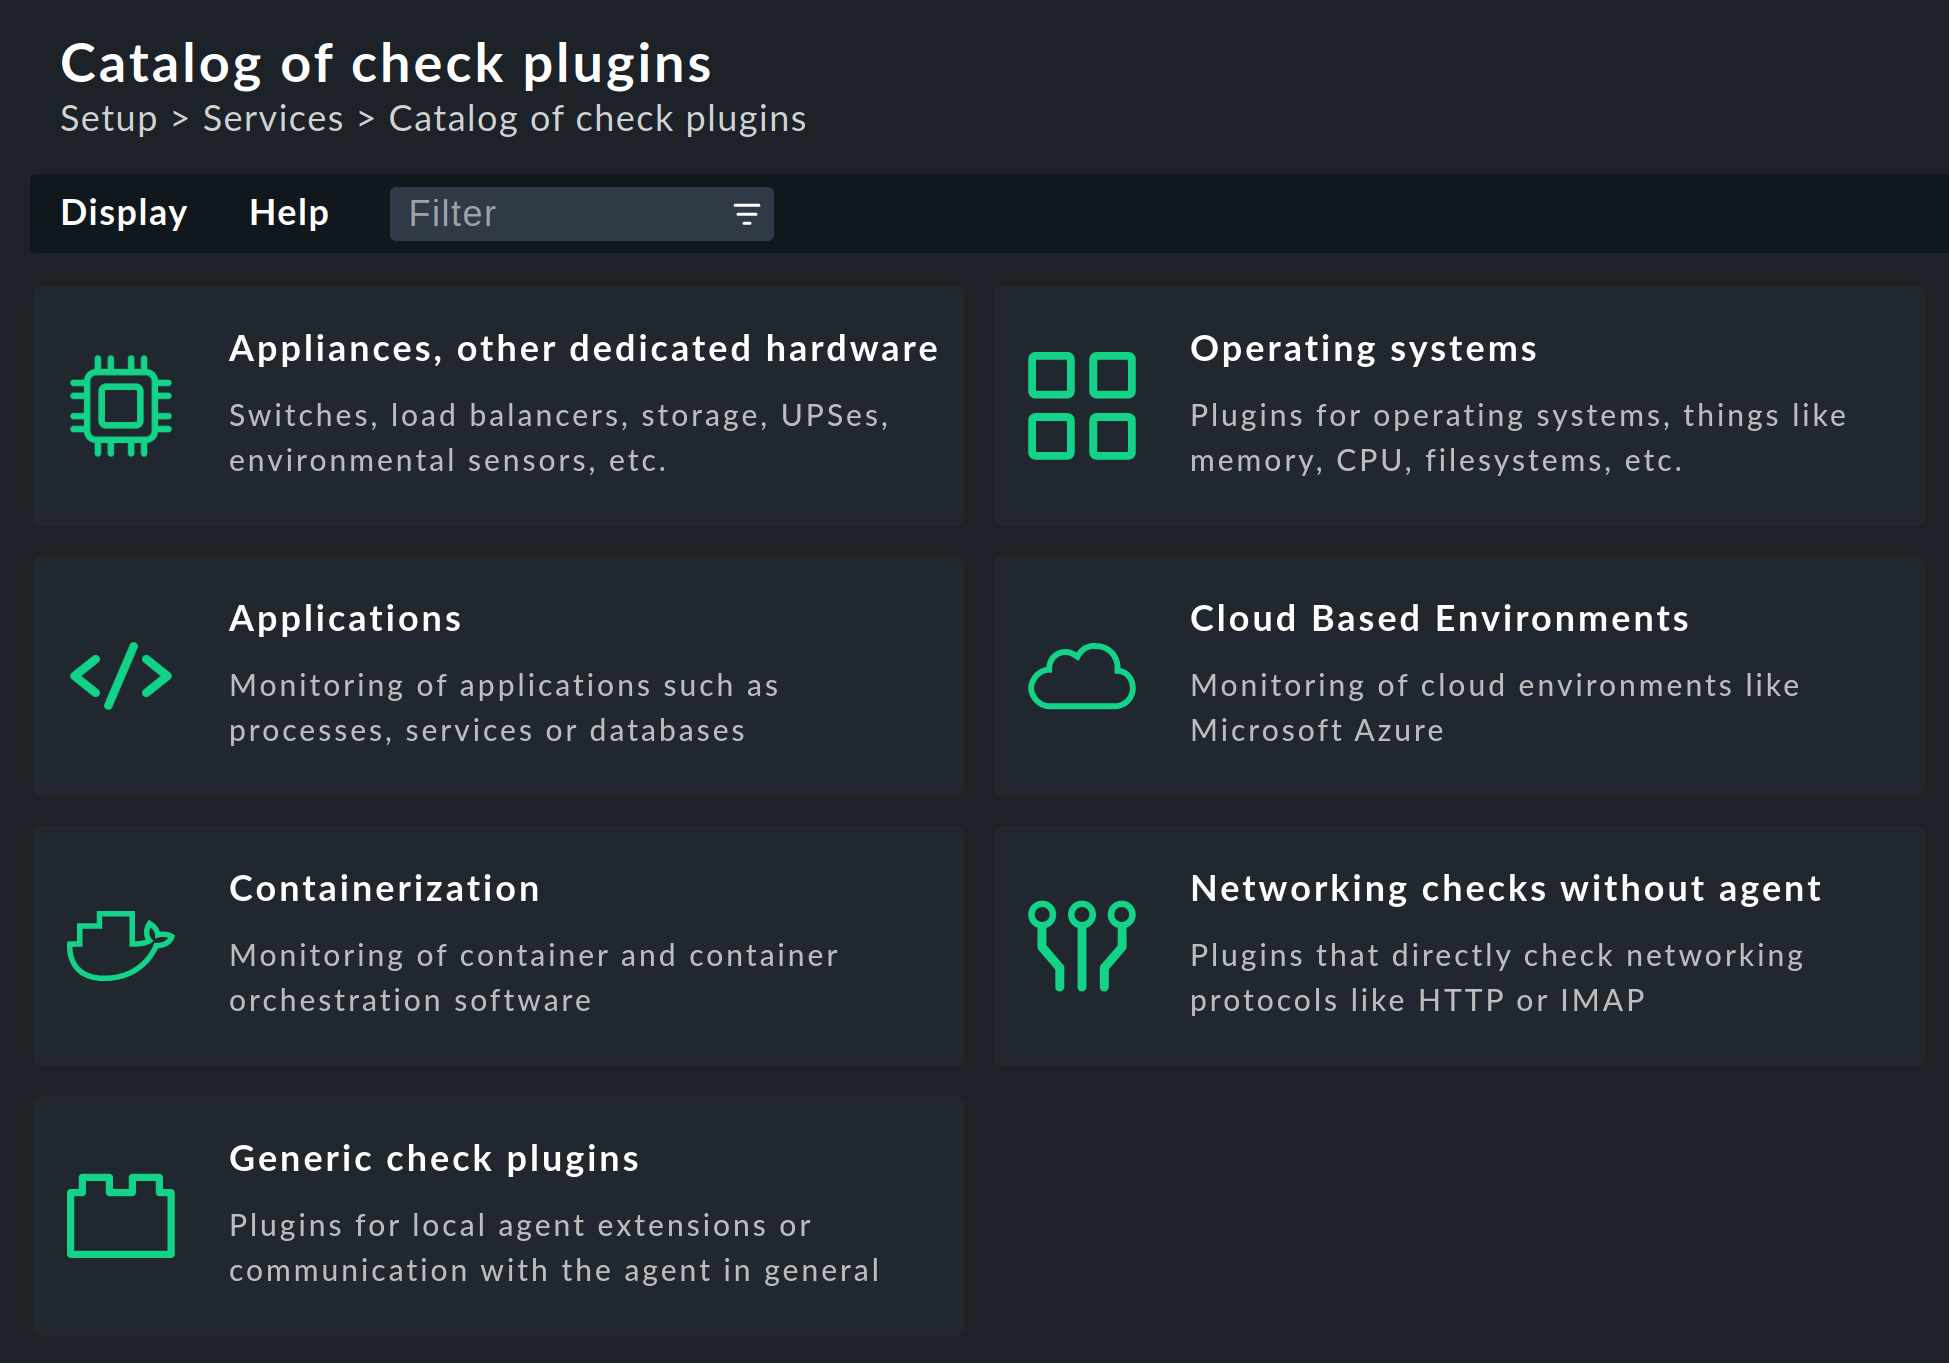 Catalog of check plugins
Setup > Services > Catalog of check plugins
Display Help Filter
Appliances, other dedicated hardware
Switches, load balancers, storage, UPSes,
environmental sensors, etc.
Operating systems
Plugins for operating systems, things like
memory, CPU, filesystems, etc.
Applications
Monitoring of applications such as
processes, services or databases
Cloud Based Environments
Monitoring of cloud environments like
Microsoft Azure
Containerization
Monitoring of container and container
orchestration software
Networking checks without agent
Plugins that directly check networking
protocols like HTTP or IMAP
Generic check plugins
Plugins for local agent extensions or
communication with the agent in general